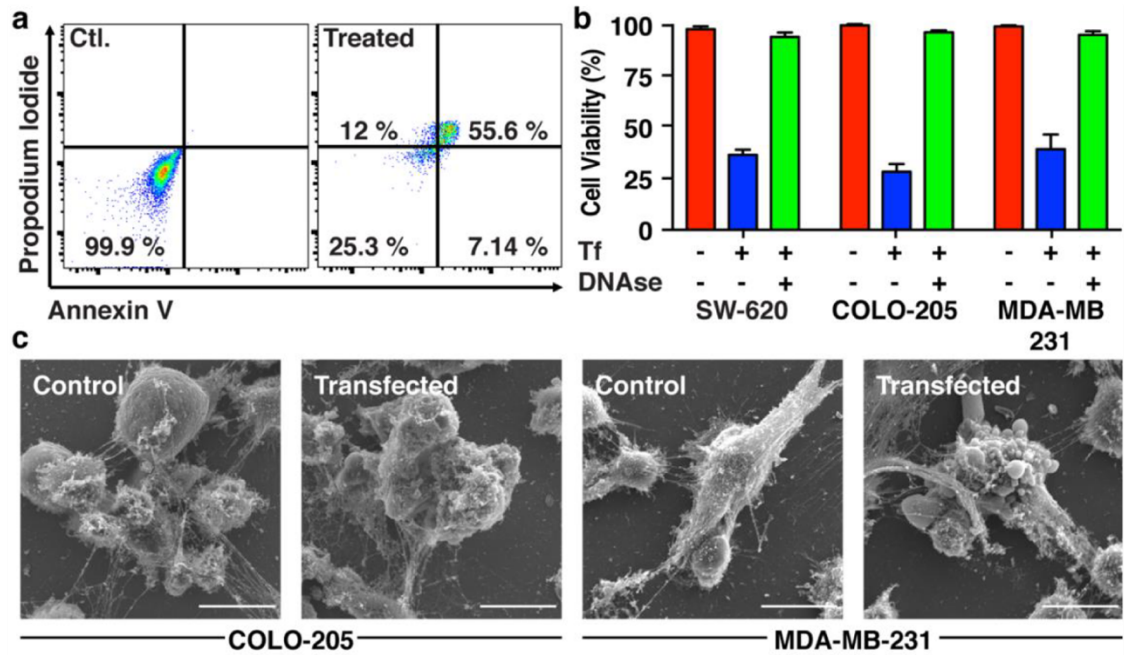 a
Ctl.
Treated
Propodium Iodide
12 %
55.6 %
99.9 %
25.3 %
7.14 %
Annexin V
b
Cell Viability (%)
100
75
50
25
0
Tf - + + - + + - + +
DNAse - - + - - + - - +
SW-620 COLO-205 MDA-MB
231
c
Control
Transfected
Control
Transfected
COLO-205
MDA-MB-231